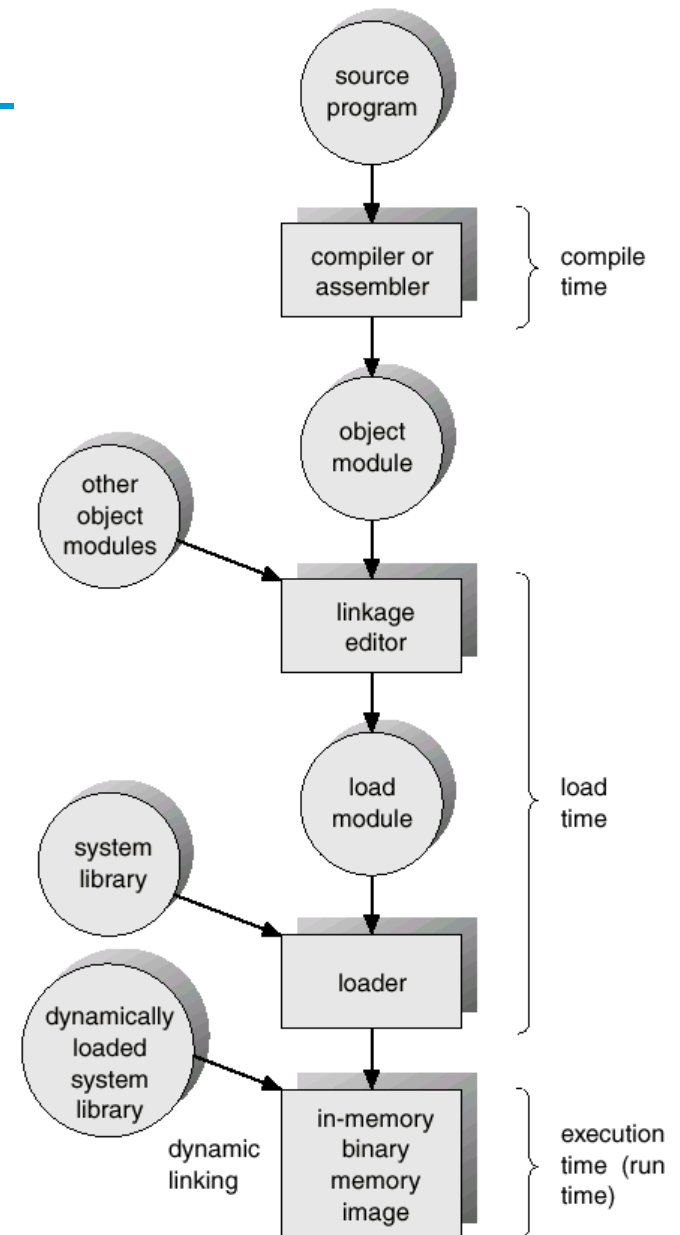 source
program
compiler or
assembler
compile
time
object
module
other
object
modules
linkage
editor
load
module
load
time
system
library
loader
dynamically
loaded
system
library
dynamic
linking
in-memory
binary
memory
image
execution
time (run
time)